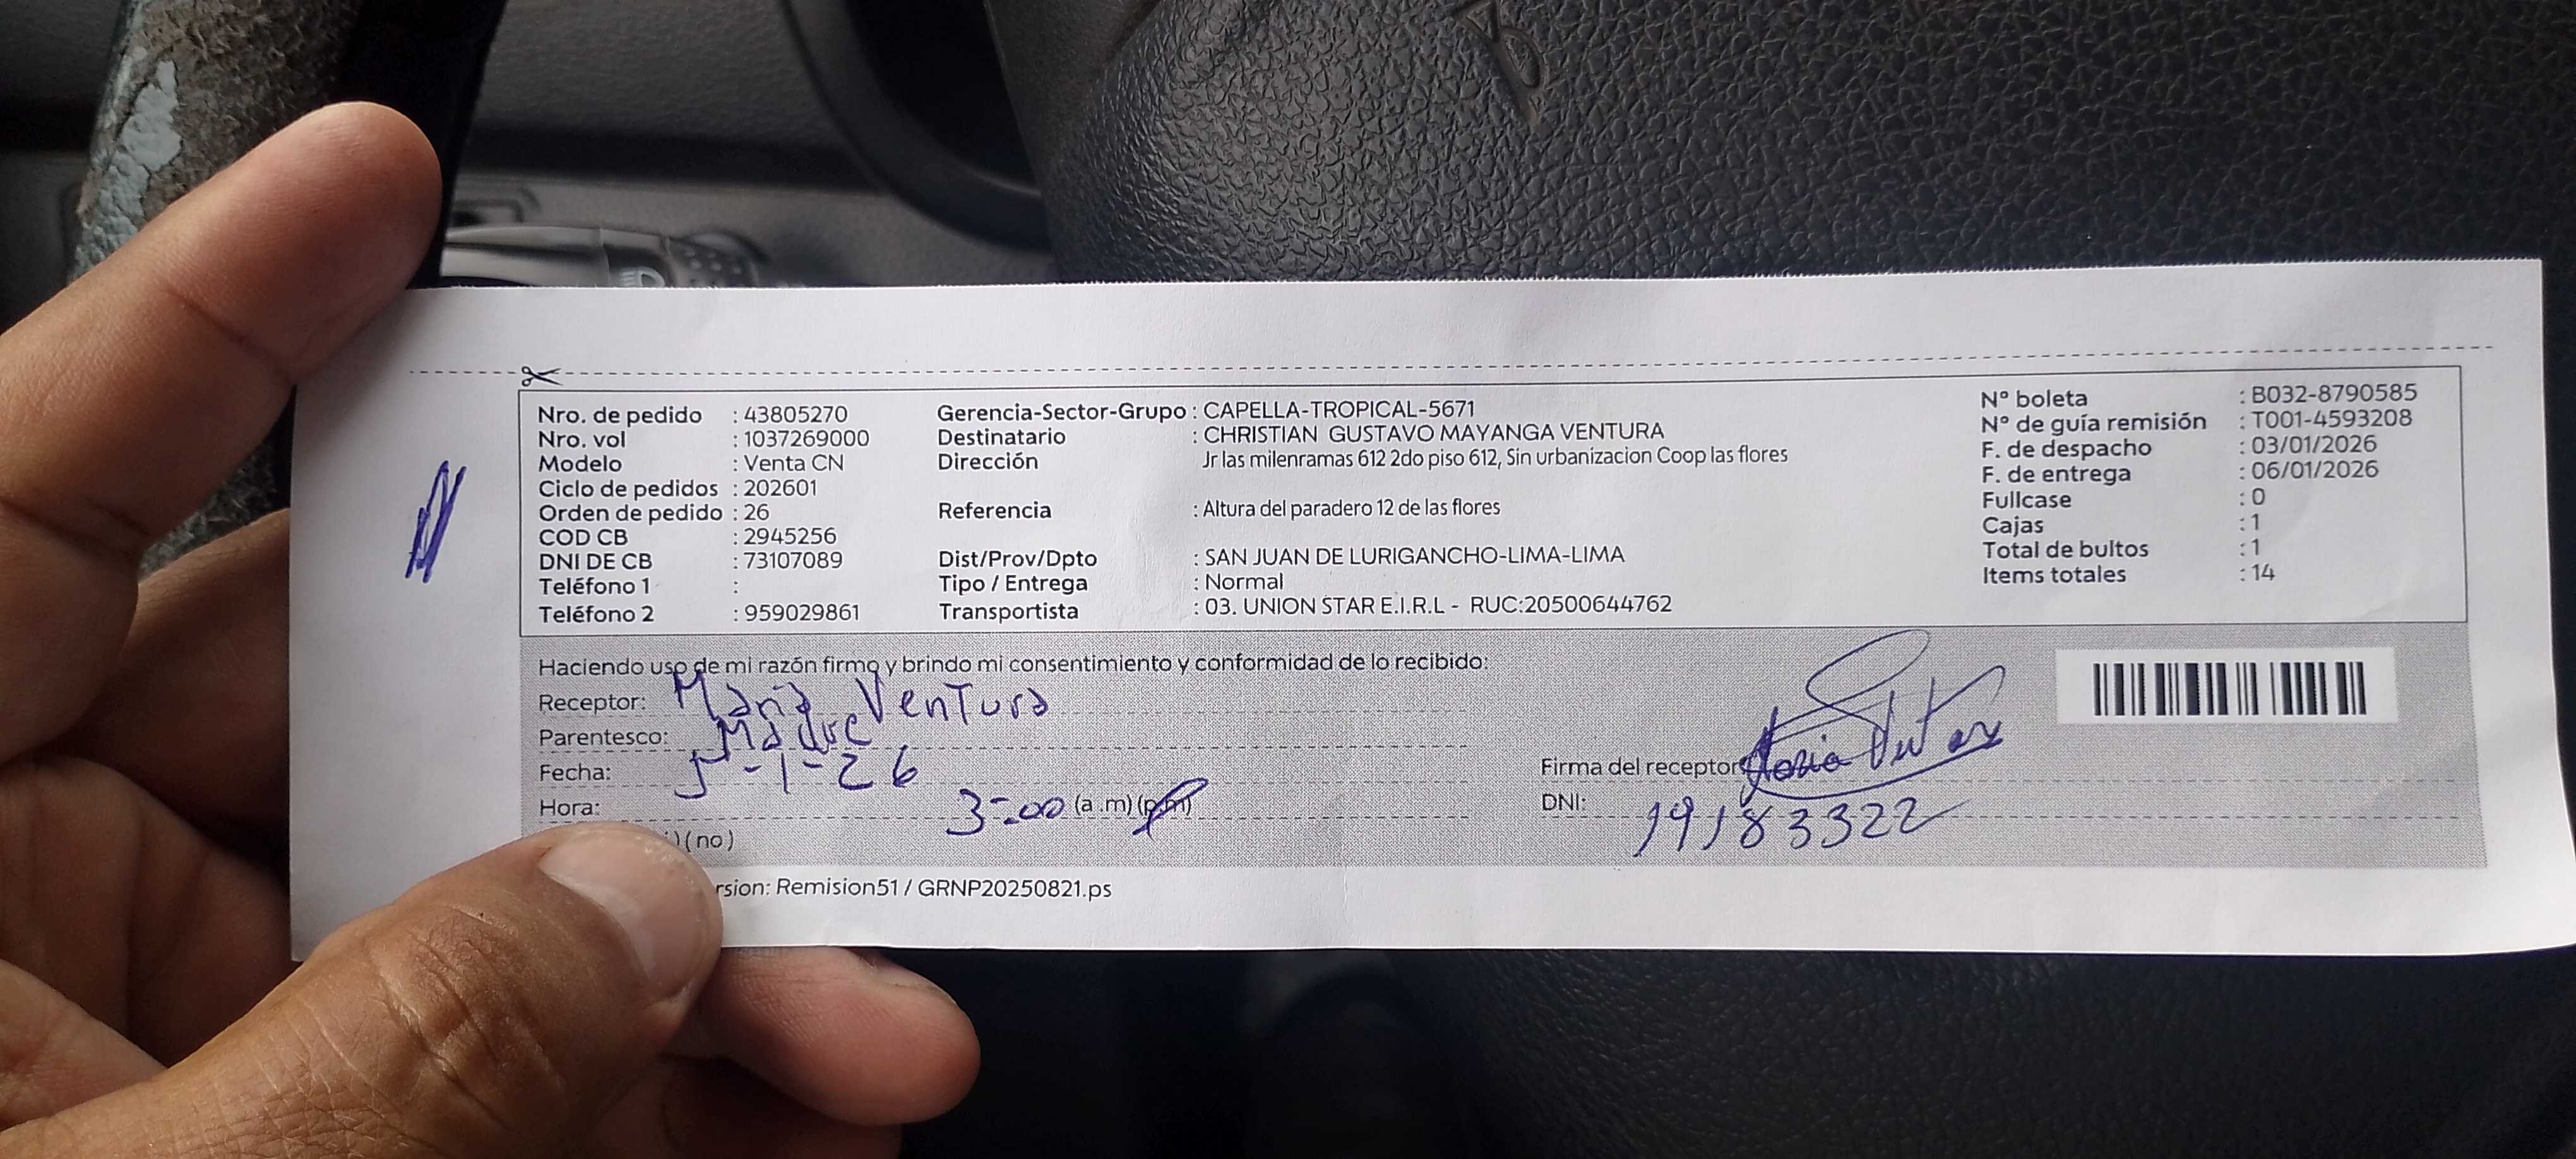 Nro. de pedido : 43805270
Nro. vol : 1037269000
Modelo : Venta CN
Ciclo de pedidos : 202601
Orden de pedido : 26
COD CB : 2945256
DNI DE CB : 73107089
Teléfono 1 :
Teléfono 2 : 959029861
Gerencia-Sector-Grupo : CAPELLA-TROPICAL-5671
Destinatario : CHRISTIAN GUSTAVO MAYANGA VENTURA
Dirección Jr las milenramas 612 2do piso 612, Sin urbanizacion Coop las flores
Referencia : Altura del paradero 12 de las flores
Dist/Prov/Dpto : SAN JUAN DE LURIGANCHO-LIMA-LIMA
Tipo / Entrega : Normal
Transportista : 03. UNION STAR E.I.R.L - RUC:20500644762
N° boleta : B032-8790585
N° de guía remisión : T001-4593208
F. de despacho : 03/01/2026
F. de entrega : 06/01/2026
Fullcase : 0
Cajas : 1
Total de bultos : 1
Items totales : 14
Haciendo uso de mi razón firmo y brindo mi consentimiento y conformidad de lo recibido:
Receptor: Maria Ventura
Parentesco: Madre
Fecha: 5-1-26
Hora: 3:00 (a .m) (p.m)
) ( no )
Firma del receptor
DNI: 19183322
rsion: Remision51 / GRNP20250821.ps